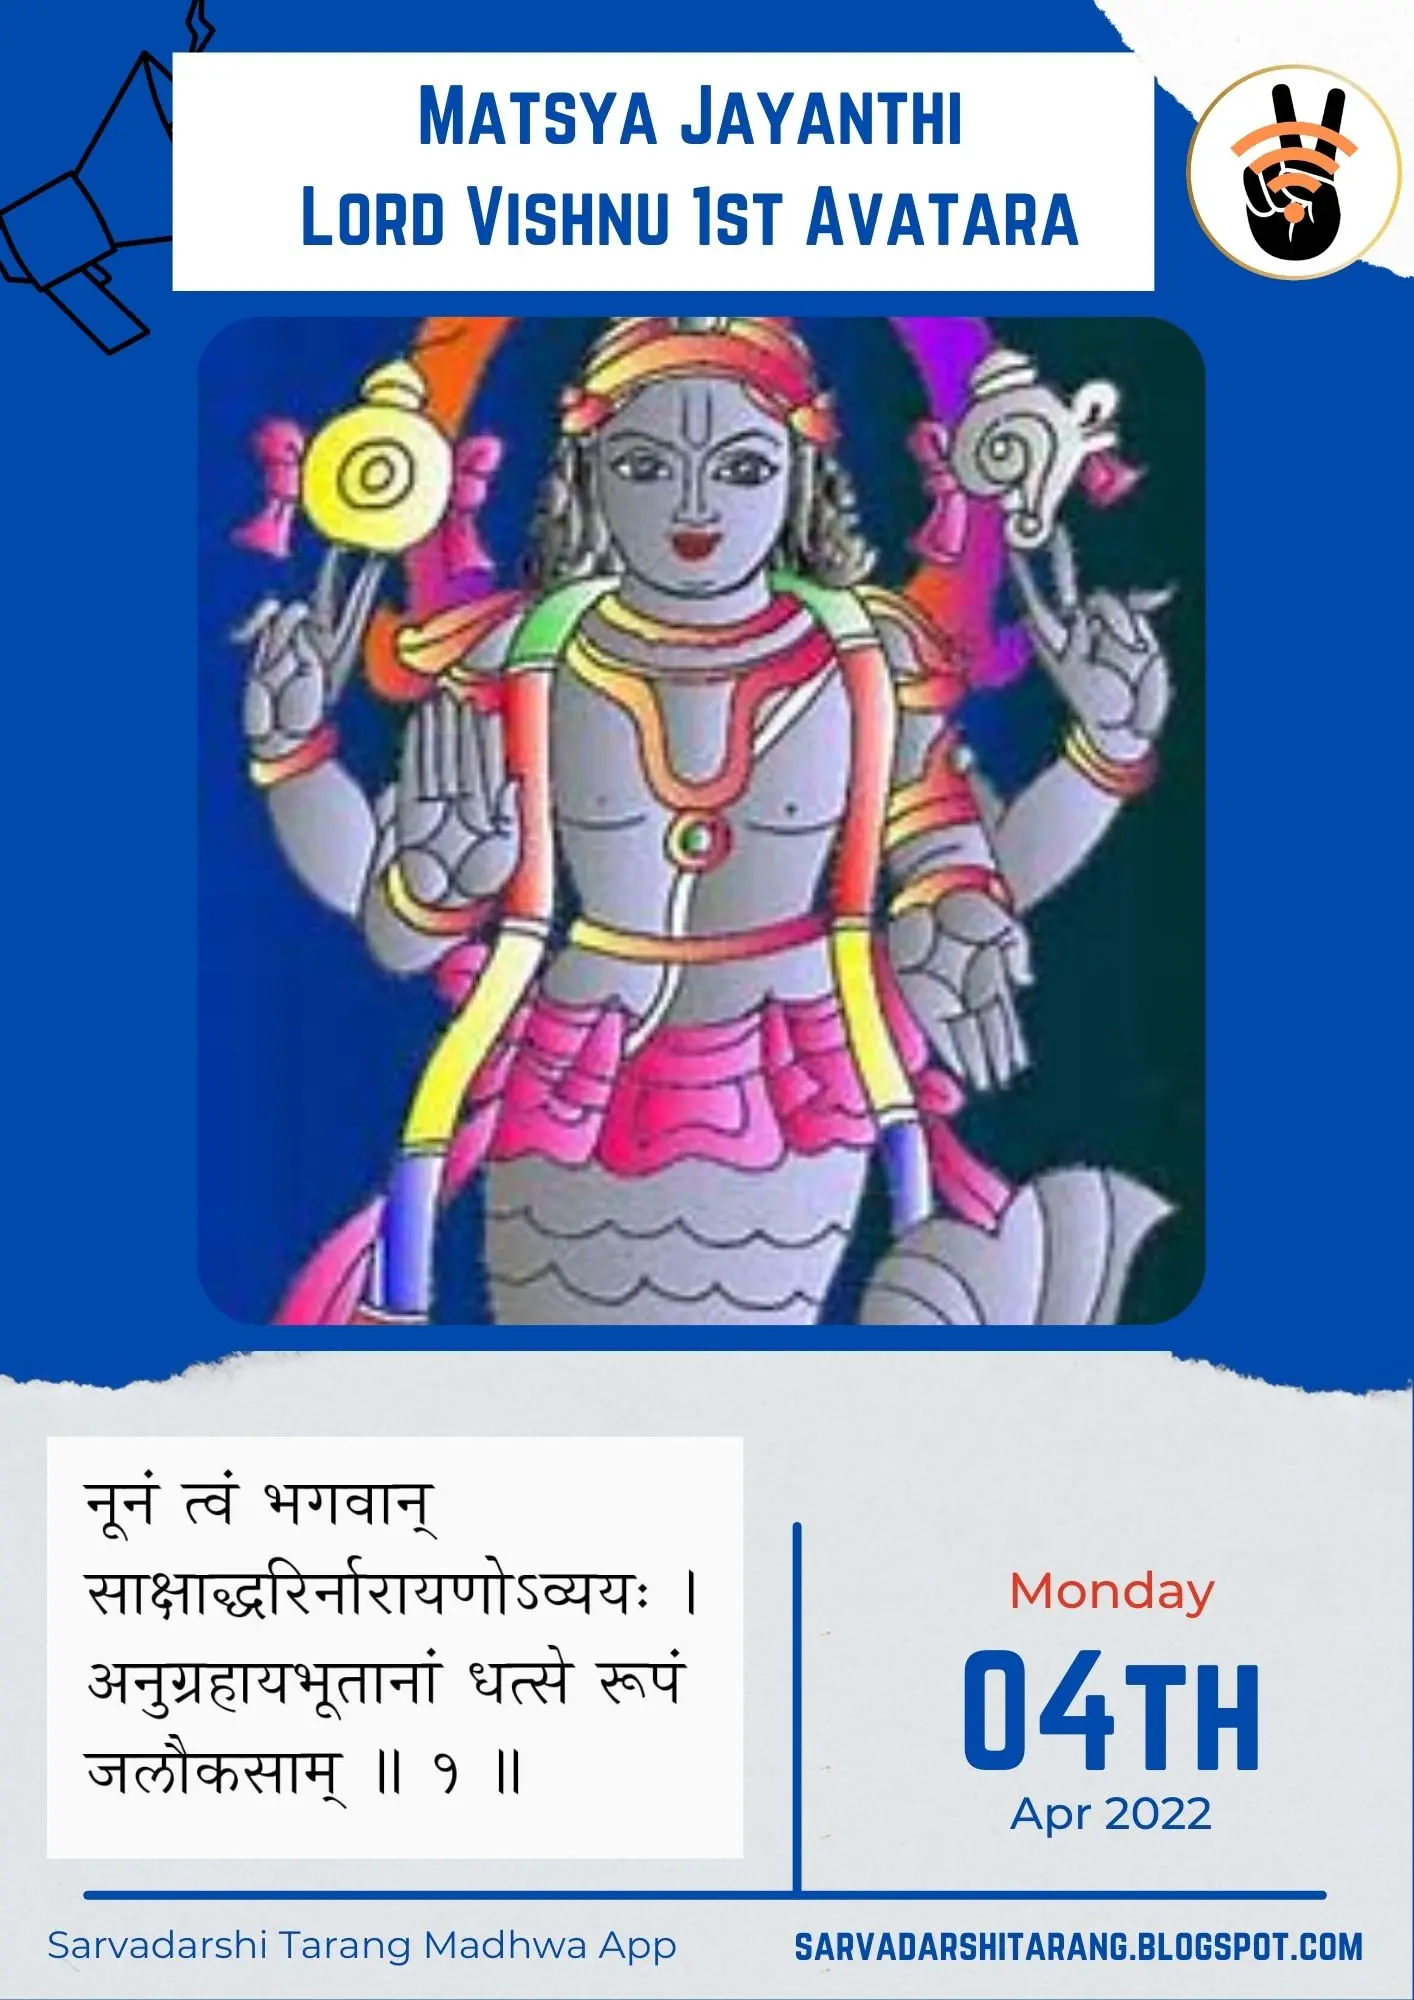 Matsya Jayanthi
Lord Vishnu 1st Avatara
नूनं त्वं भगवान्
साक्षाद्धरिर्नारायणोऽव्ययः ।
अनुग्रहायभूतानां धत्से रूपं
जलौकसाम् ॥ १ ॥
Monday
04th
Apr 2022
Sarvadarshi Tarang Madhwa App
SARVADARSHITARANG.BLOGSPOT.COM